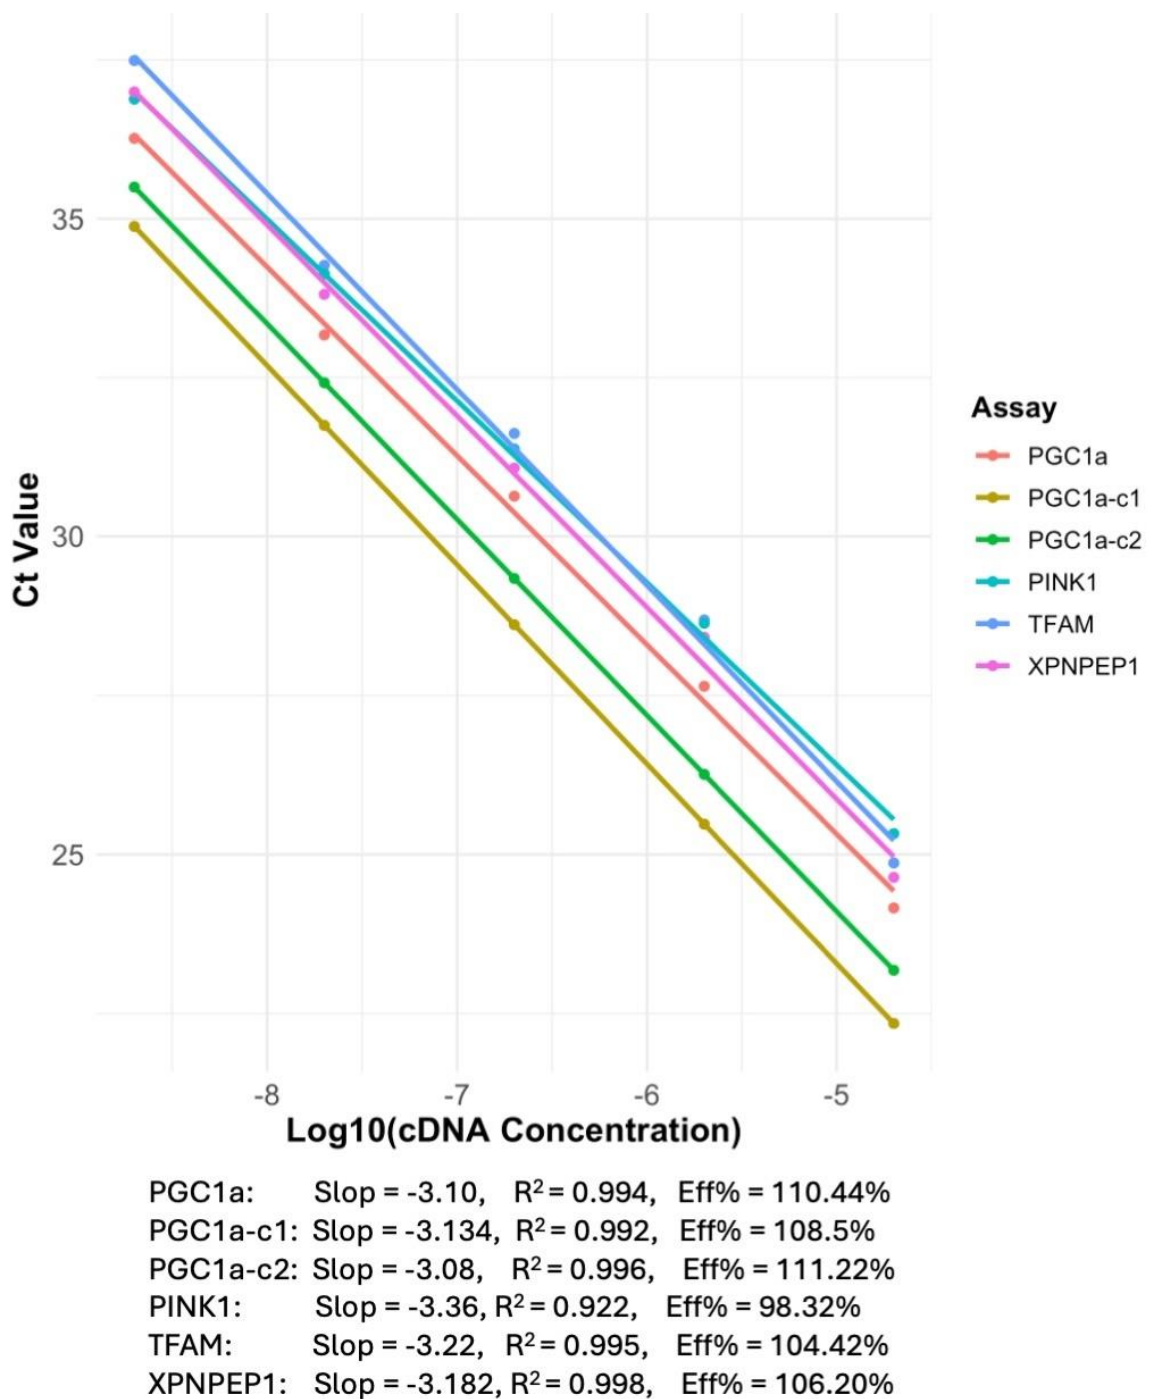 35
30
25
Ct Value
-8 -7 -6 -5
Log10(cDNA Concentration)
Assay
PGC1a
PGC1a-c1
PGC1a-c2
PINK1
TFAM
XPNPEP1
PGC1a: Slop = -3.10, R² = 0.994, Eff% = 110.44%
PGC1a-c1: Slop = -3.134, R² = 0.992, Eff% = 108.5%
PGC1a-c2: Slop = -3.08, R² = 0.996, Eff% = 111.22%
PINK1: Slop = -3.36, R² = 0.922, Eff% = 98.32%
TFAM: Slop = -3.22, R² = 0.995, Eff% = 104.42%
XPNPEP1: Slop = -3.182, R² = 0.998, Eff% = 106.20%